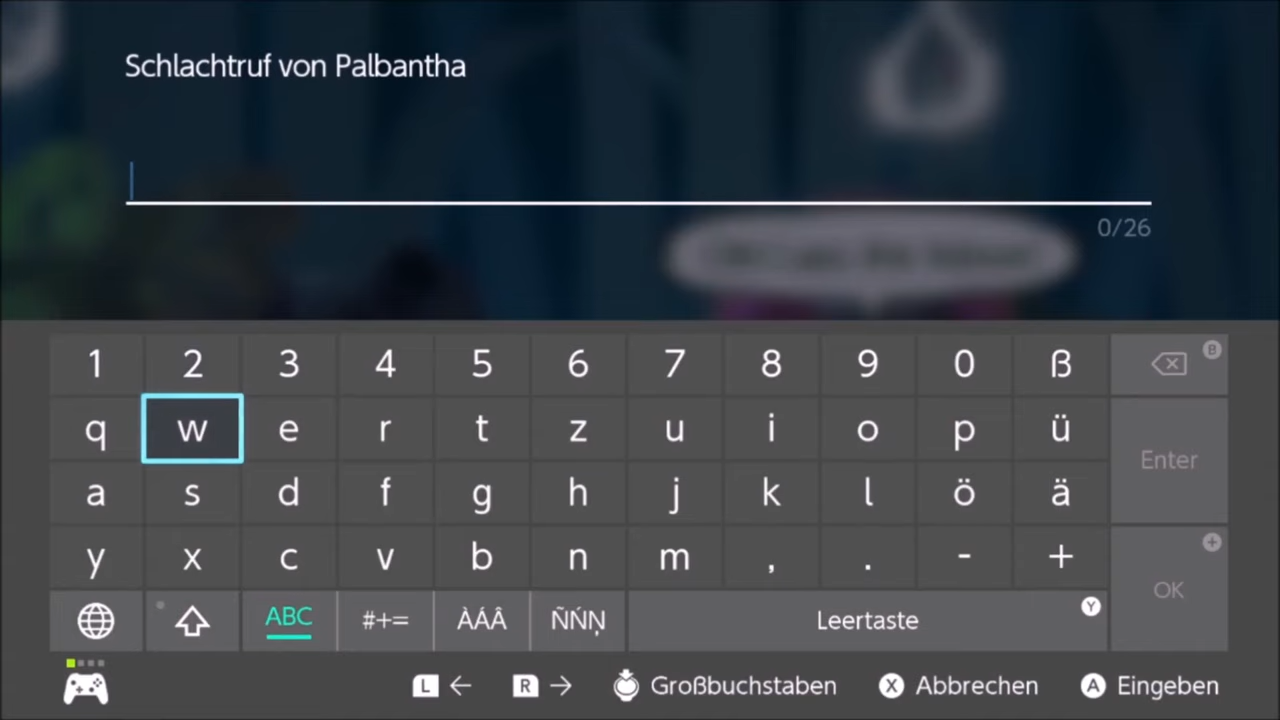 Schlachtruf von Palbantha
0/26
1 2 3 4 5 6 7 8 9 0 ß B
q w e r t z u i o p ü
Enter
a s d f g h j k l ö ä
y x c v b n m , . - + +
OK
ABC #+= ÀÁÂ ÑŃŅ Leertaste Y
L ← R → Großbuchstaben X Abbrechen A Eingeben